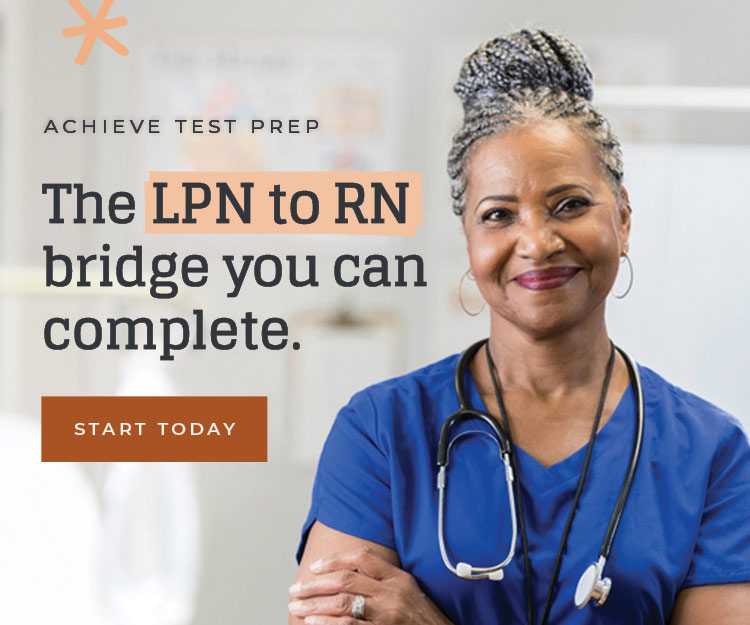 ACHIEVE TEST PREP
The LPN to RN
bridge you can
complete.
START TODAY